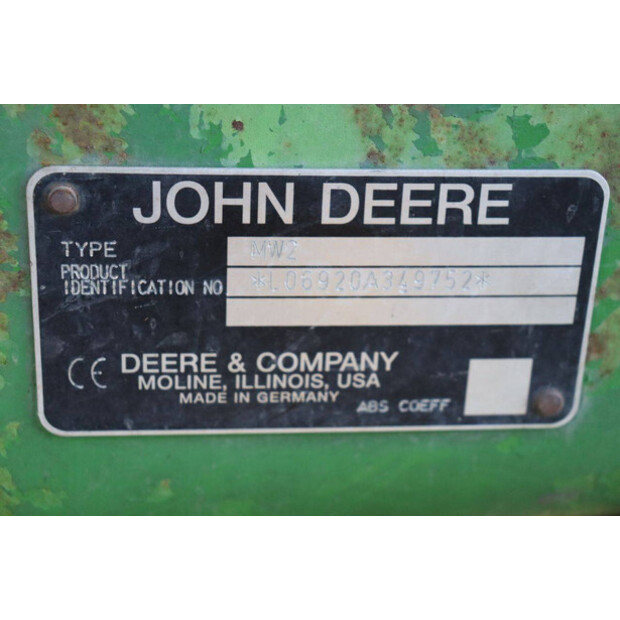 JOHN DEERE
TYPE MW2
PRODUCT
IDENTIFICATION NO *L06920A349752*
CE DEERE & COMPANY
MOLINE, ILLINOIS, USA
MADE IN GERMANY
ABS COEFF